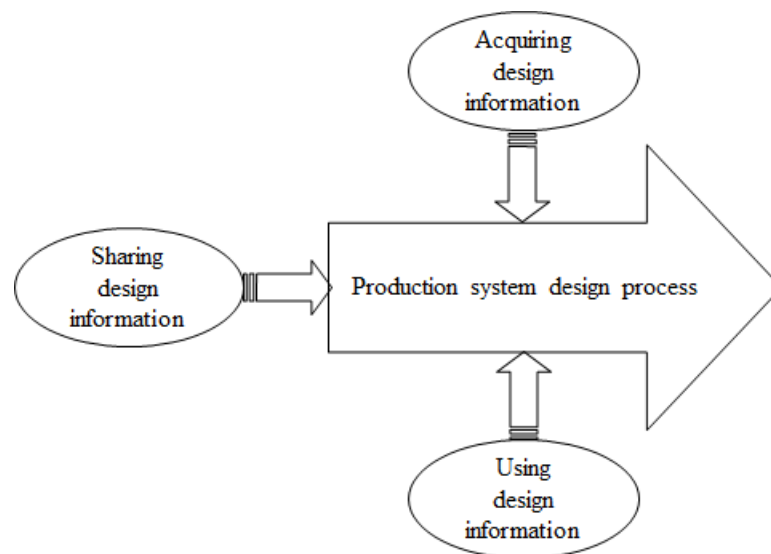 Acquiring
design
information
Sharing
design
information
Production system design process
Using
design
information